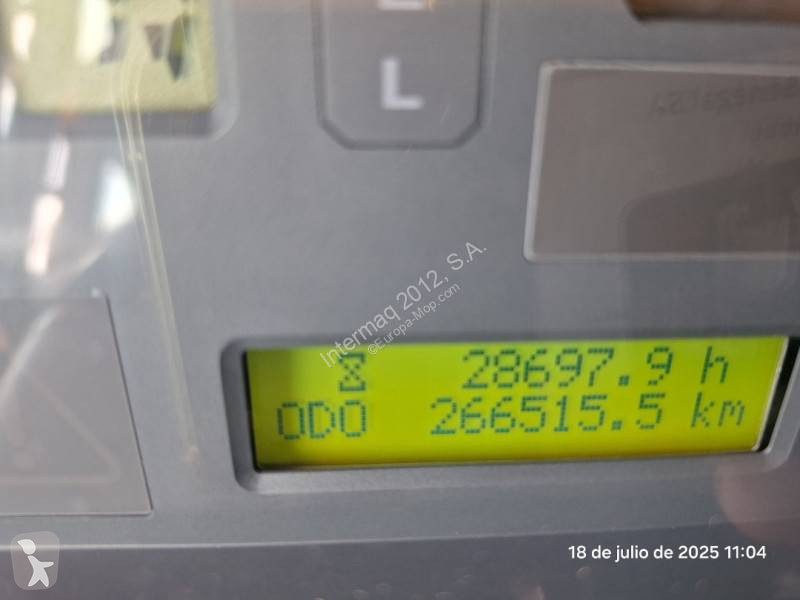 L
Intermaq 2012, S.A.
©Europa-Mop.com
28697.9 h
ODO 266515.5 km
18 de julio de 2025 11:04